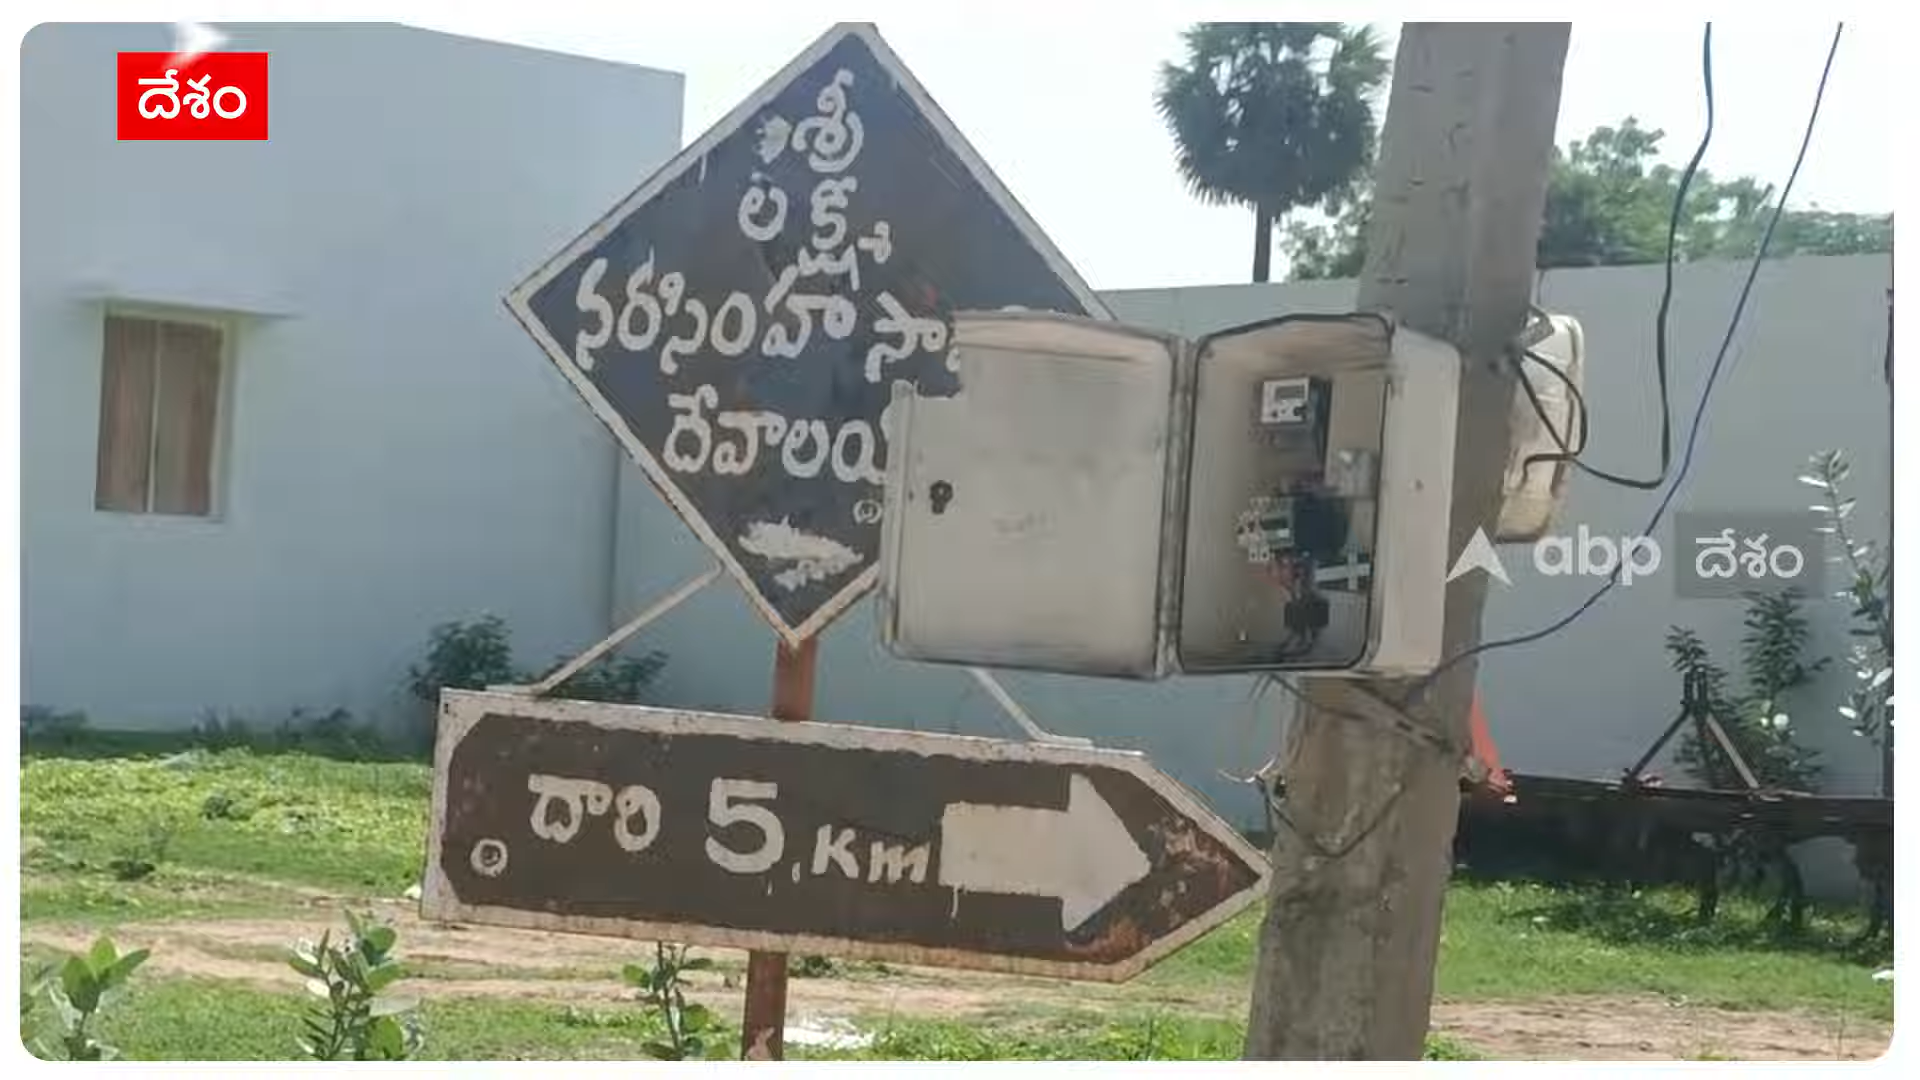 దేశం
శ్రీ
లక్ష్మీ
నరసింహ
దేవాలయ
దారి 5.Km
abp దేశం